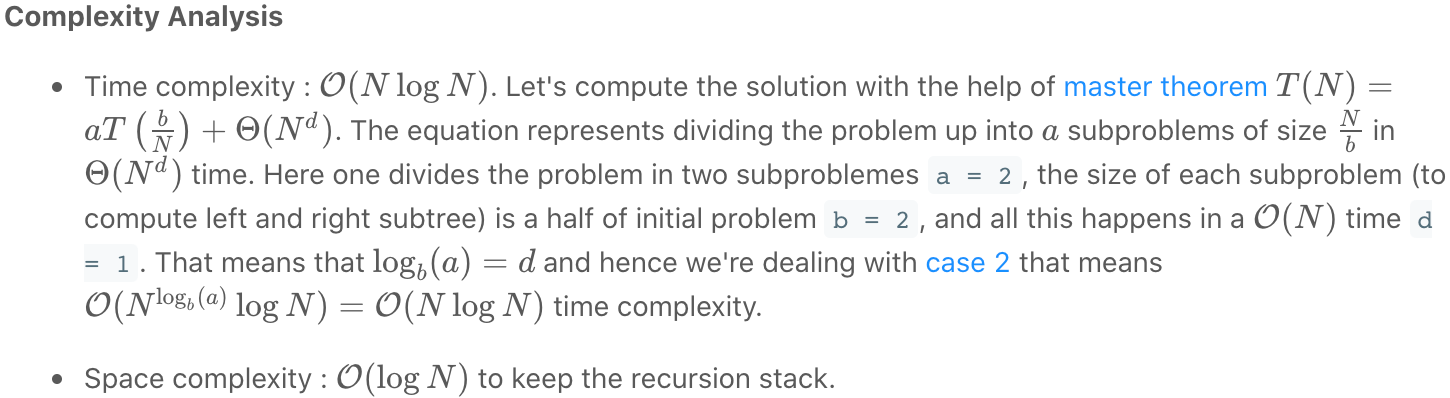 Complexity Analysis
• Time complexity : 𝒪(N log N). Let's compute the solution with the help of master theorem T(N) =
aT(b/N) + Θ(N^d). The equation represents dividing the problem up into a subproblems of size N/b in
Θ(N^d) time. Here one divides the problem in two subproblemes a = 2 , the size of each subproblem (to
compute left and right subtree) is a half of initial problem b = 2 , and all this happens in a 𝒪(N) time d
= 1 . That means that log_b(a) = d and hence we're dealing with case 2 that means
𝒪(N^{log_b(a)} log N) = 𝒪(N log N) time complexity.
• Space complexity : 𝒪(log N) to keep the recursion stack.